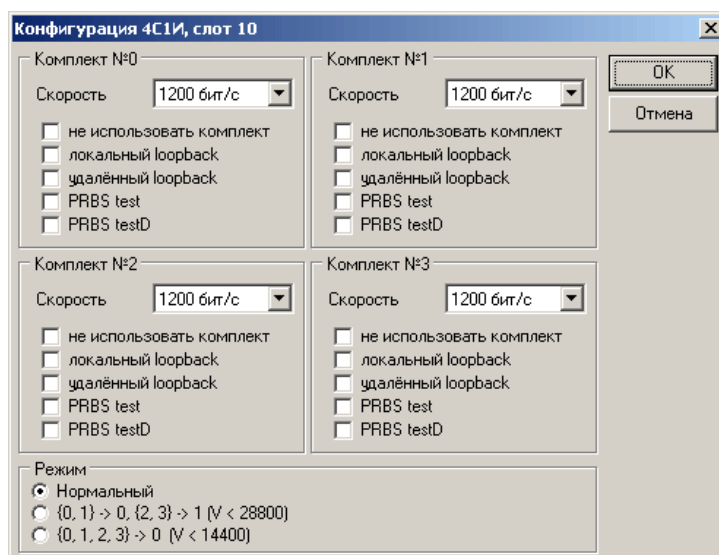 Конфигурация 4С1И, слот 10
Комплект №0
Скорость 1200 бит/с
не использовать комплект
локальный loopback
удалённый loopback
PRBS test
PRBS testD
Комплект №1
Скорость 1200 бит/с
не использовать комплект
локальный loopback
удалённый loopback
PRBS test
PRBS testD
OK
Отмена
Комплект №2
Скорость 1200 бит/с
не использовать комплект
локальный loopback
удалённый loopback
PRBS test
PRBS testD
Комплект №3
Скорость 1200 бит/с
не использовать комплект
локальный loopback
удалённый loopback
PRBS test
PRBS testD
Режим
Нормальный
{0, 1} -> 0, {2, 3} -> 1 (V < 28800)
{0, 1, 2, 3} -> 0 (V < 14400)